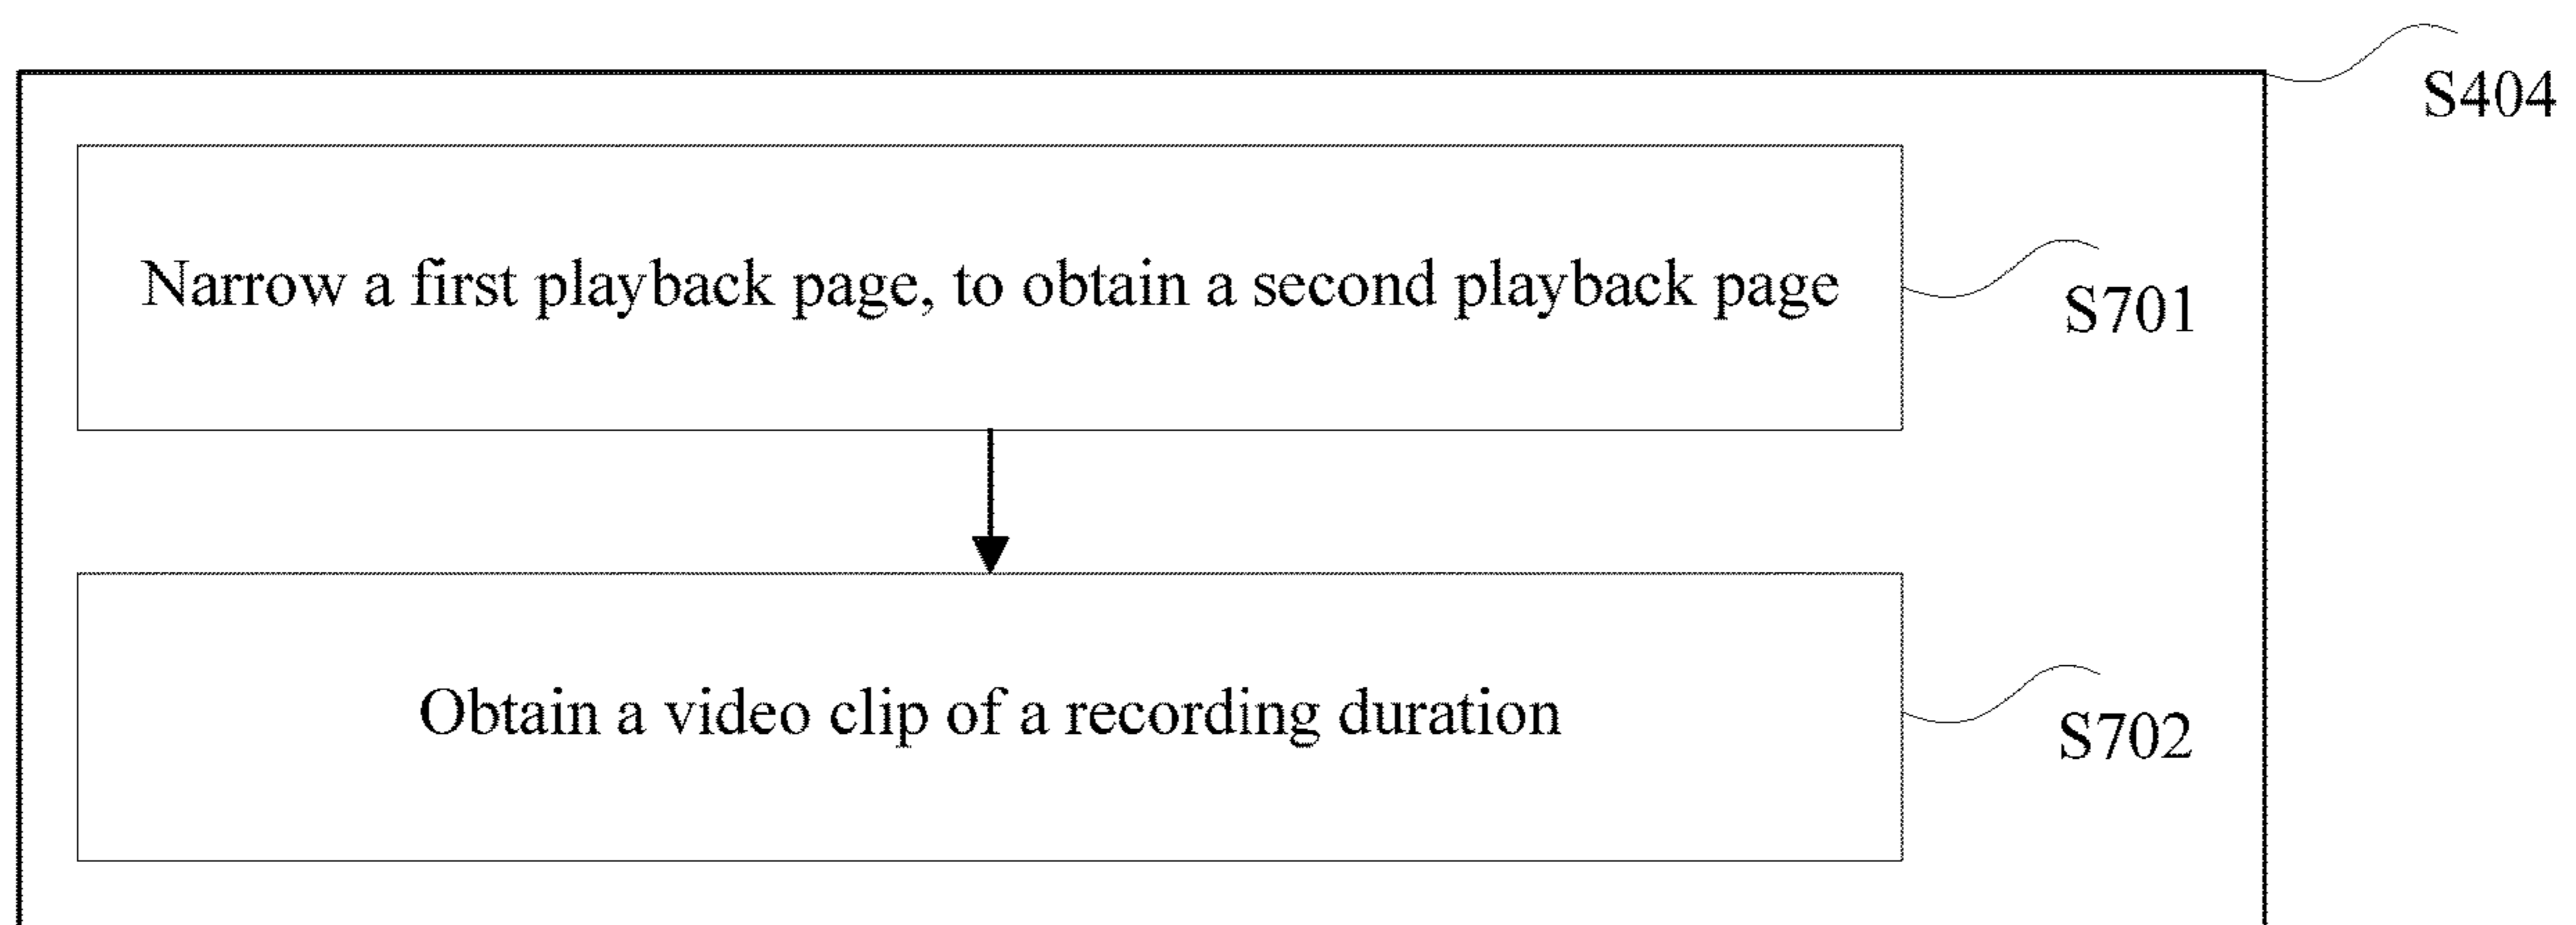 S404
Narrow a first playback page, to obtain a second playback page
S701
Obtain a video clip of a recording duration
S702